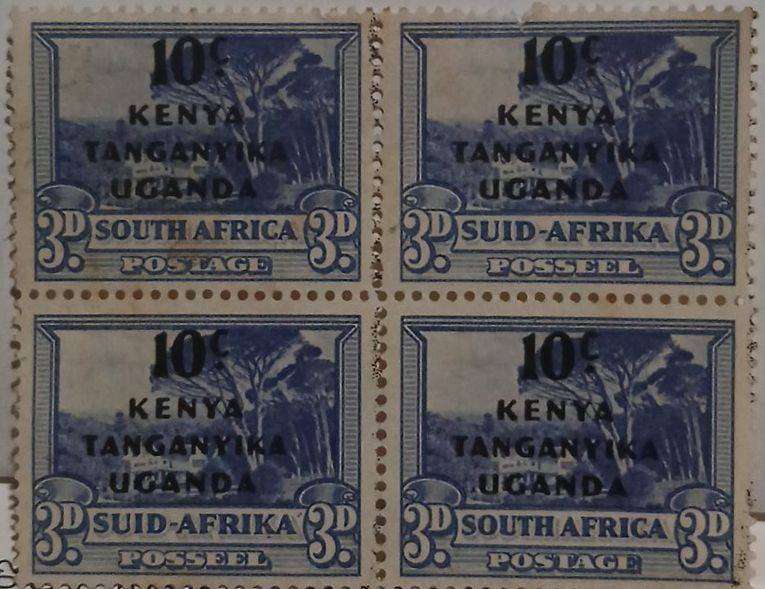 10c
KENYA
TANGANYIKA
UGANDA
3D. SOUTH AFRICA 3D.
POSTAGE
10c
KENYA
TANGANYIKA
UGANDA
3D. SUID-AFRIKA 3D.
POSSEEL
10c
KENYA
TANGANYIKA
UGANDA
3D. SUID-AFRIKA 3D.
POSSEEL
10c
KENYA
TANGANYIKA
UGANDA
3D. SOUTH AFRICA 3D.
POSTAGE